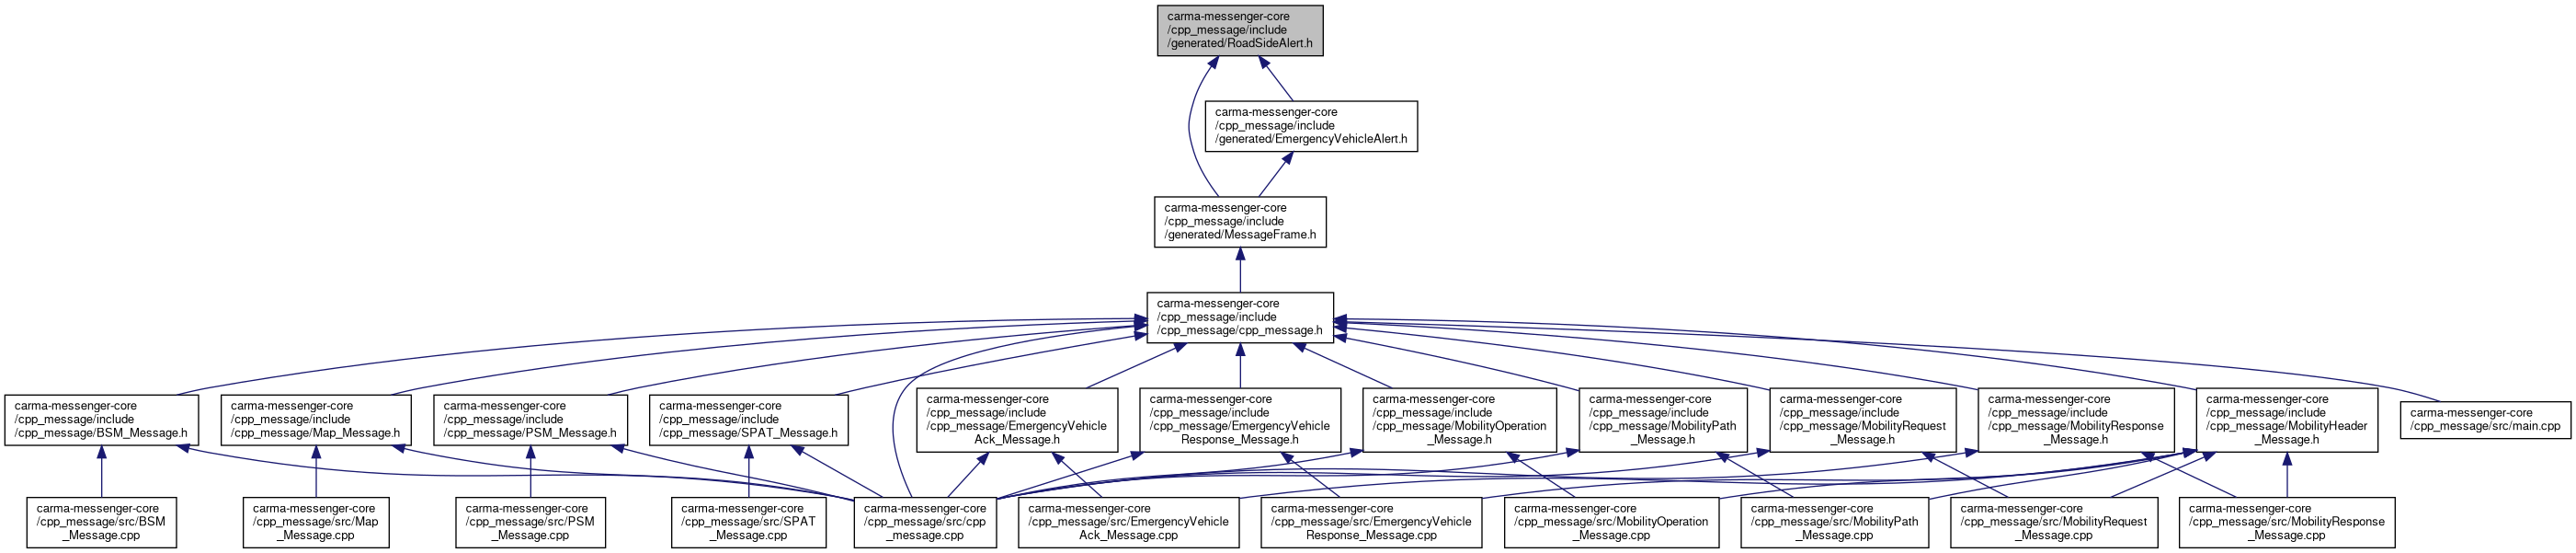 carma-messenger-core
/cpp_message/include
/generated/RoadSideAlert.h
carma-messenger-core
/cpp_message/include
/generated/EmergencyVehicleAlert.h
carma-messenger-core
/cpp_message/include
/generated/MessageFrame.h
carma-messenger-core
/cpp_message/include
/cpp_message/cpp_message.h
carma-messenger-core
/cpp_message/include
/cpp_message/BSM_Message.h
carma-messenger-core
/cpp_message/include
/cpp_message/Map_Message.h
carma-messenger-core
/cpp_message/include
/cpp_message/PSM_Message.h
carma-messenger-core
/cpp_message/include
/cpp_message/SPAT_Message.h
carma-messenger-core
/cpp_message/include
/cpp_message/EmergencyVehicle
Ack_Message.h
carma-messenger-core
/cpp_message/include
/cpp_message/EmergencyVehicle
Response_Message.h
carma-messenger-core
/cpp_message/include
/cpp_message/MobilityOperation
_Message.h
carma-messenger-core
/cpp_message/include
/cpp_message/MobilityPath
_Message.h
carma-messenger-core
/cpp_message/include
/cpp_message/MobilityRequest
_Message.h
carma-messenger-core
/cpp_message/include
/cpp_message/MobilityResponse
_Message.h
carma-messenger-core
/cpp_message/include
/cpp_message/MobilityHeader
_Message.h
carma-messenger-core
/cpp_message/src/main.cpp
carma-messenger-core
/cpp_message/src/BSM
_Message.cpp
carma-messenger-core
/cpp_message/src/Map
_Message.cpp
carma-messenger-core
/cpp_message/src/PSM
_Message.cpp
carma-messenger-core
/cpp_message/src/SPAT
_Message.cpp
carma-messenger-core
/cpp_message/src/cpp
_message.cpp
carma-messenger-core
/cpp_message/src/EmergencyVehicle
Ack_Message.cpp
carma-messenger-core
/cpp_message/src/EmergencyVehicle
Response_Message.cpp
carma-messenger-core
/cpp_message/src/MobilityOperation
_Message.cpp
carma-messenger-core
/cpp_message/src/MobilityPath
_Message.cpp
carma-messenger-core
/cpp_message/src/MobilityRequest
_Message.cpp
carma-messenger-core
/cpp_message/src/MobilityResponse
_Message.cpp